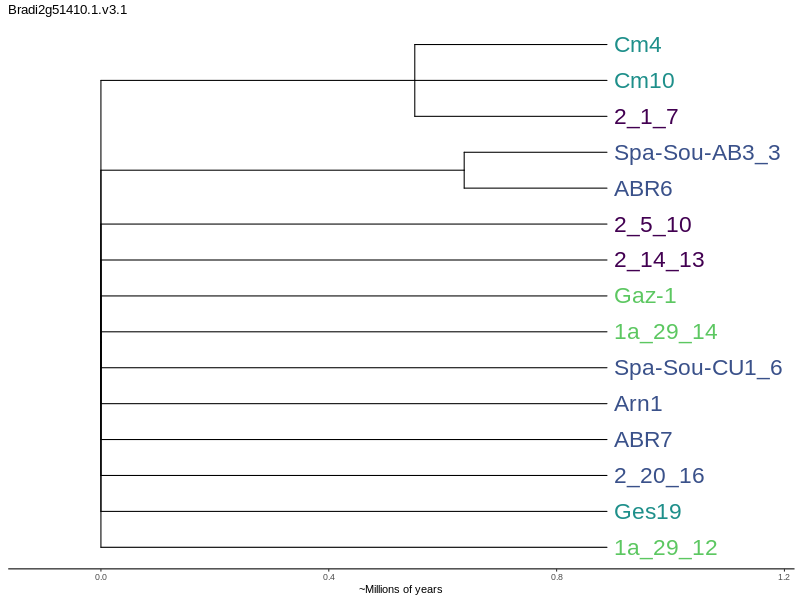 Bradi2g51410.1.v3.1
Cm4
Cm10
2_1_7
Spa-Sou-AB3_3
ABR6
2_5_10
2_14_13
Gaz-1
1a_29_14
Spa-Sou-CU1_6
Arn1
ABR7
2_20_16
Ges19
1a_29_12
0.0 0.4 0.8 1.2
~Millions of years